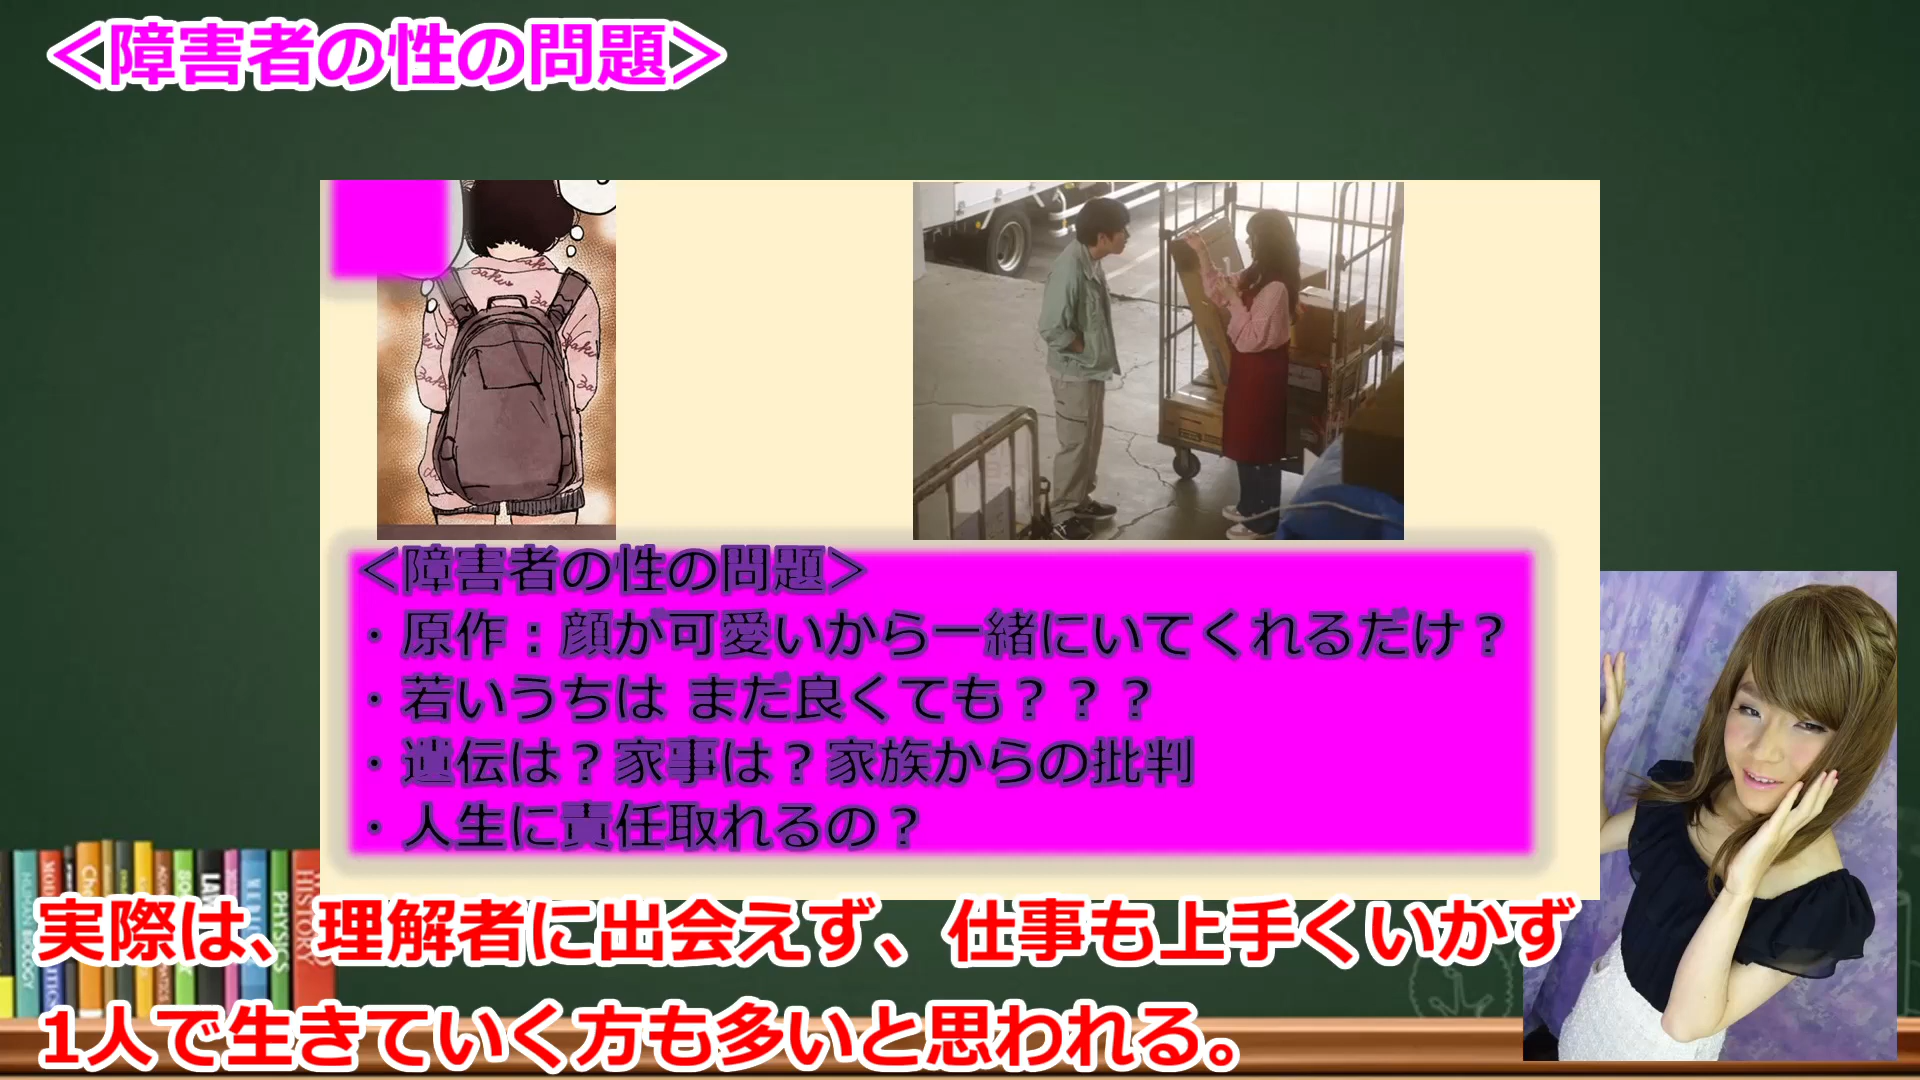 ＜障害者の性の問題＞
＜障害者の性の問題＞
・原作：顔が可愛いから一緒にいてくれるだけ？
・若いうちは まだ良くても？？？
・遺伝は？家事は？家族からの批判
・人生に責任取れるの？
実際は、理解者に出会えず、仕事も上手くいかず
1人で生きていく方も多いと思われる。
PHYSICS
HISTORY